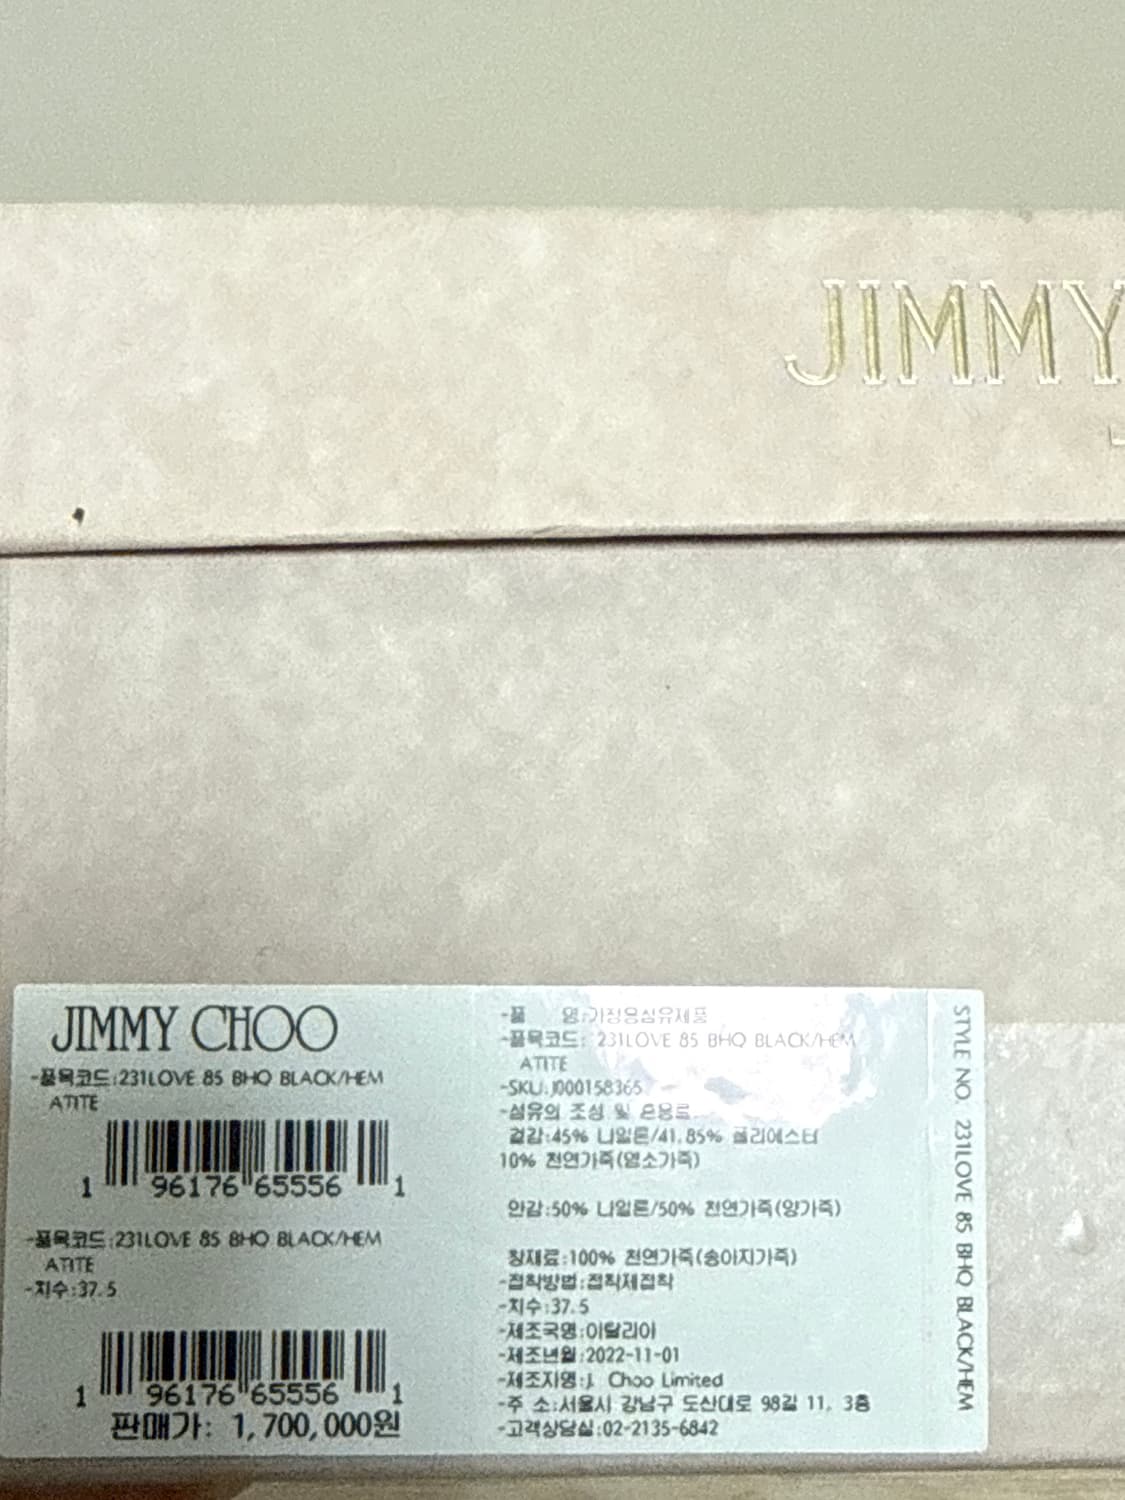 JIMMY
JIMMY CHOO
-품목코드:231LOVE 85 BHQ BLACK/HEM
ATITE
1 96176 65556 1
-품목코드:231LOVE 85 BHQ BLACK/HEM
ATITE
-치수:37.5
1 96176 65556 1
판매가: 1,700,000원
-품 명:가정용섬유제품
-품목코드: 231LOVE 85 BHQ BLACK/HEM
ATITE
-SKU:J000158365
-섬유의 조성 및 혼용률
겉감:45% 나일론/41.85% 폴리에스터
10% 천연가죽(염소가죽)
안감:50% 나일론/50% 천연가죽(양가죽)
창재료:100% 천연가죽(송아지가죽)
-접착방법:접착제접착
-치수:37.5
-제조국명:이탈리아
-제조년월:2022-11-01
-제조자명:J. Choo Limited
-주 소:서울시 강남구 도산대로 98길 11, 3층
-고객상담실:02-2135-6842
STYLE NO. 231LOVE 85 BHQ BLACK/HEM